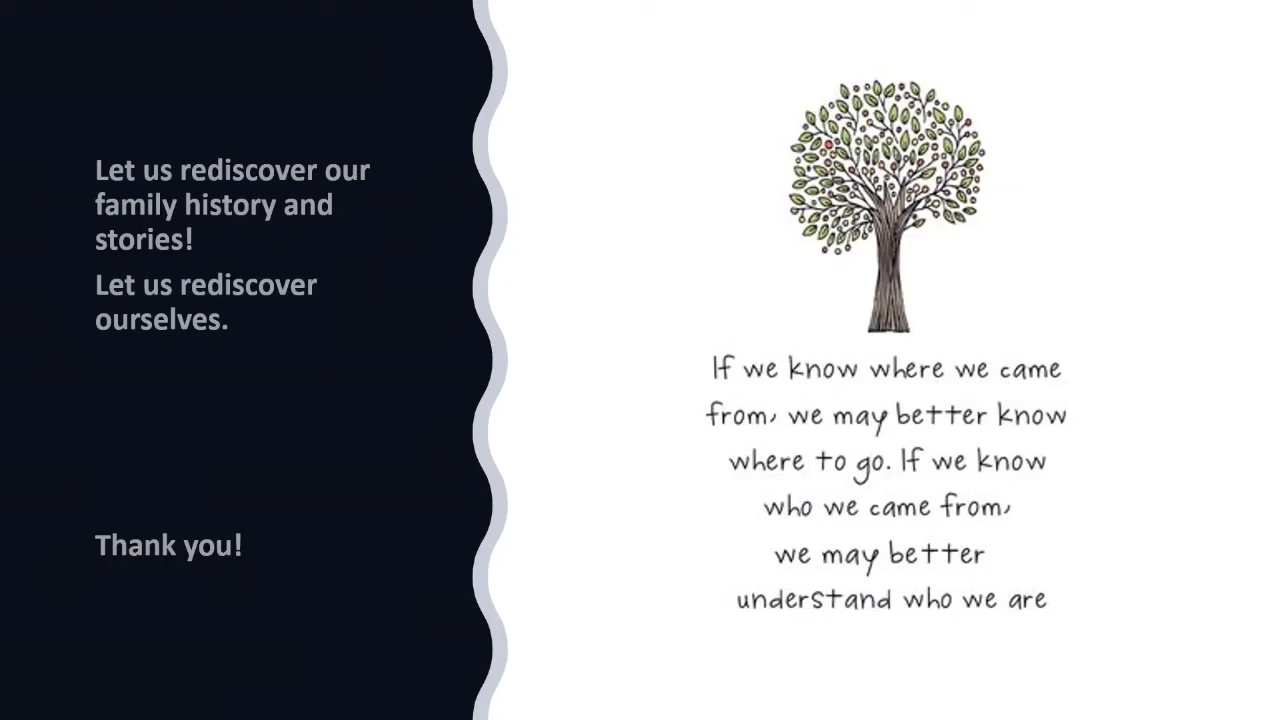 Let us rediscover our
family history and
stories!
Let us rediscover
ourselves.
Thank you!
If we know where we came
from, we may better know
where to go. If we know
who we came from,
we may better
understand who we are